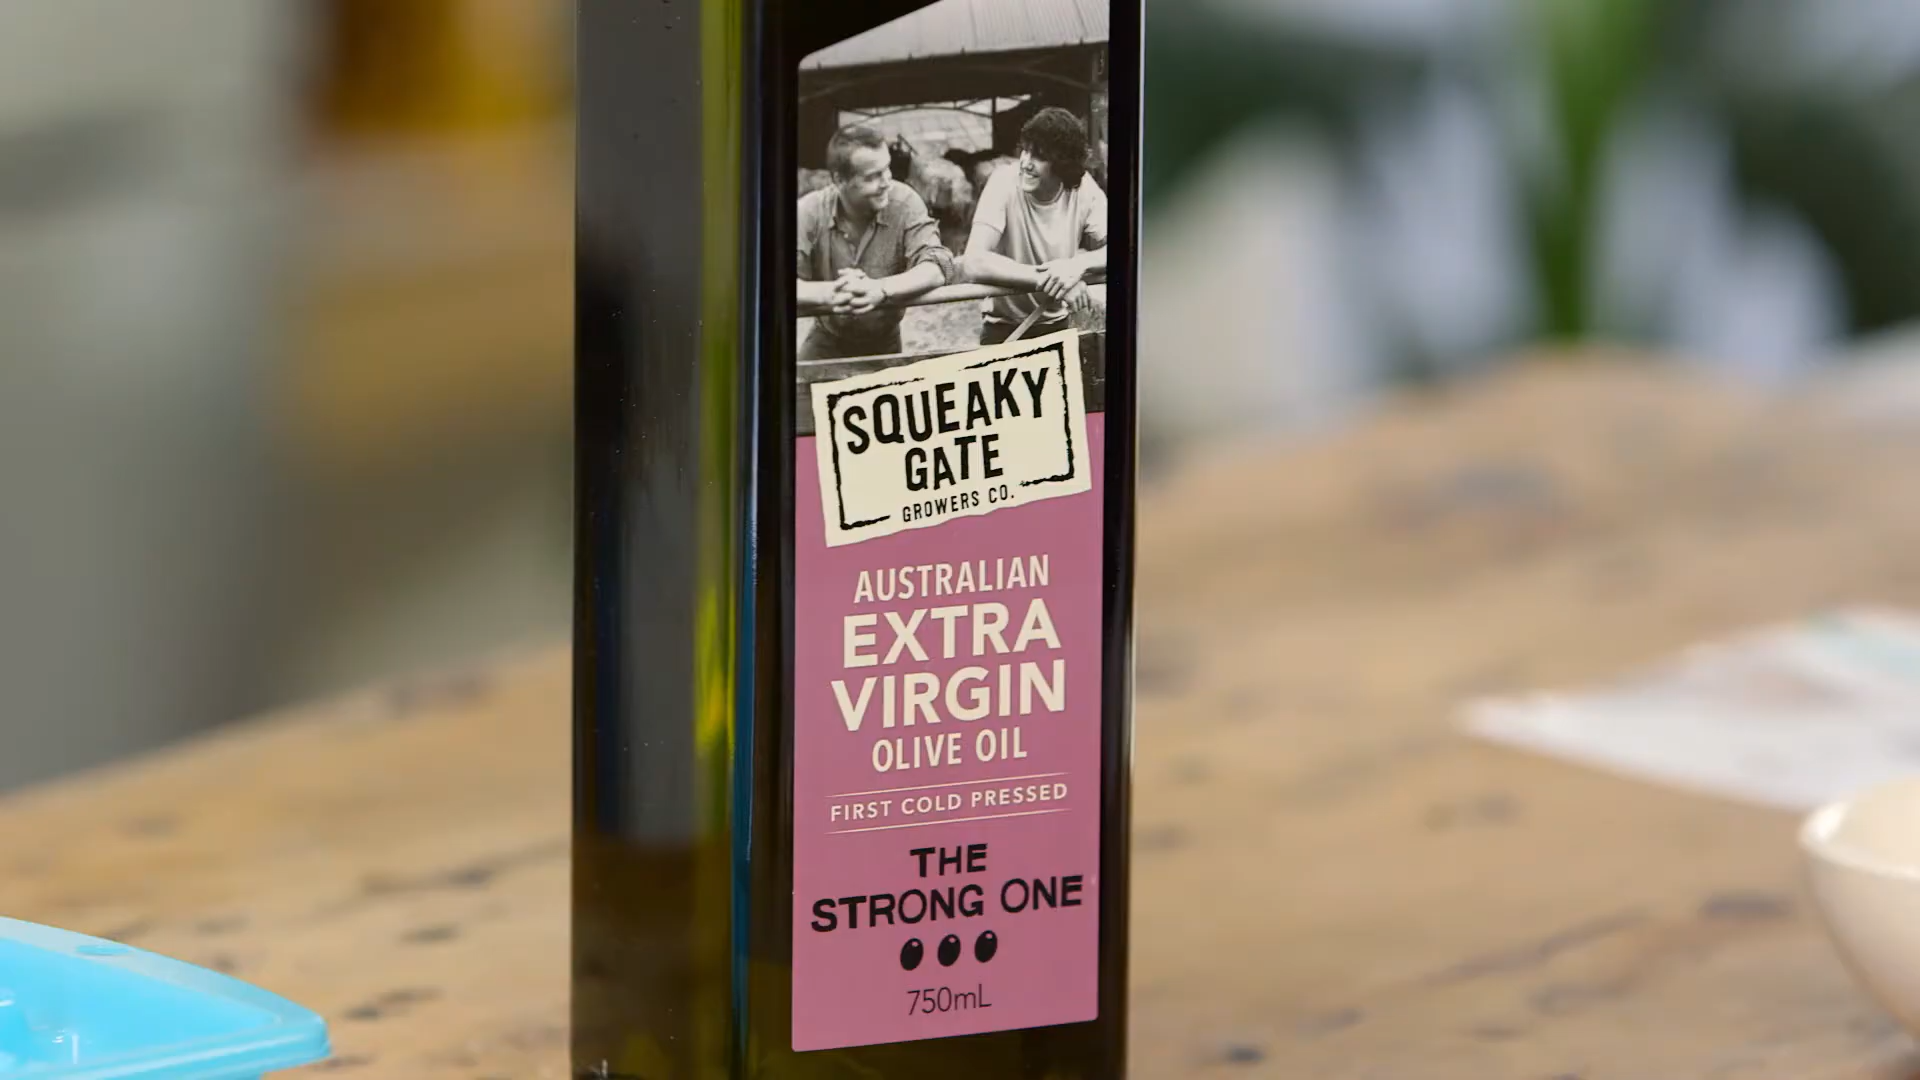 SQUEAKY
GATE
GROWERS CO.
AUSTRALIAN
EXTRA
VIRGIN
OLIVE OIL
FIRST COLD PRESSED
THE
STRONG ONE
750mL